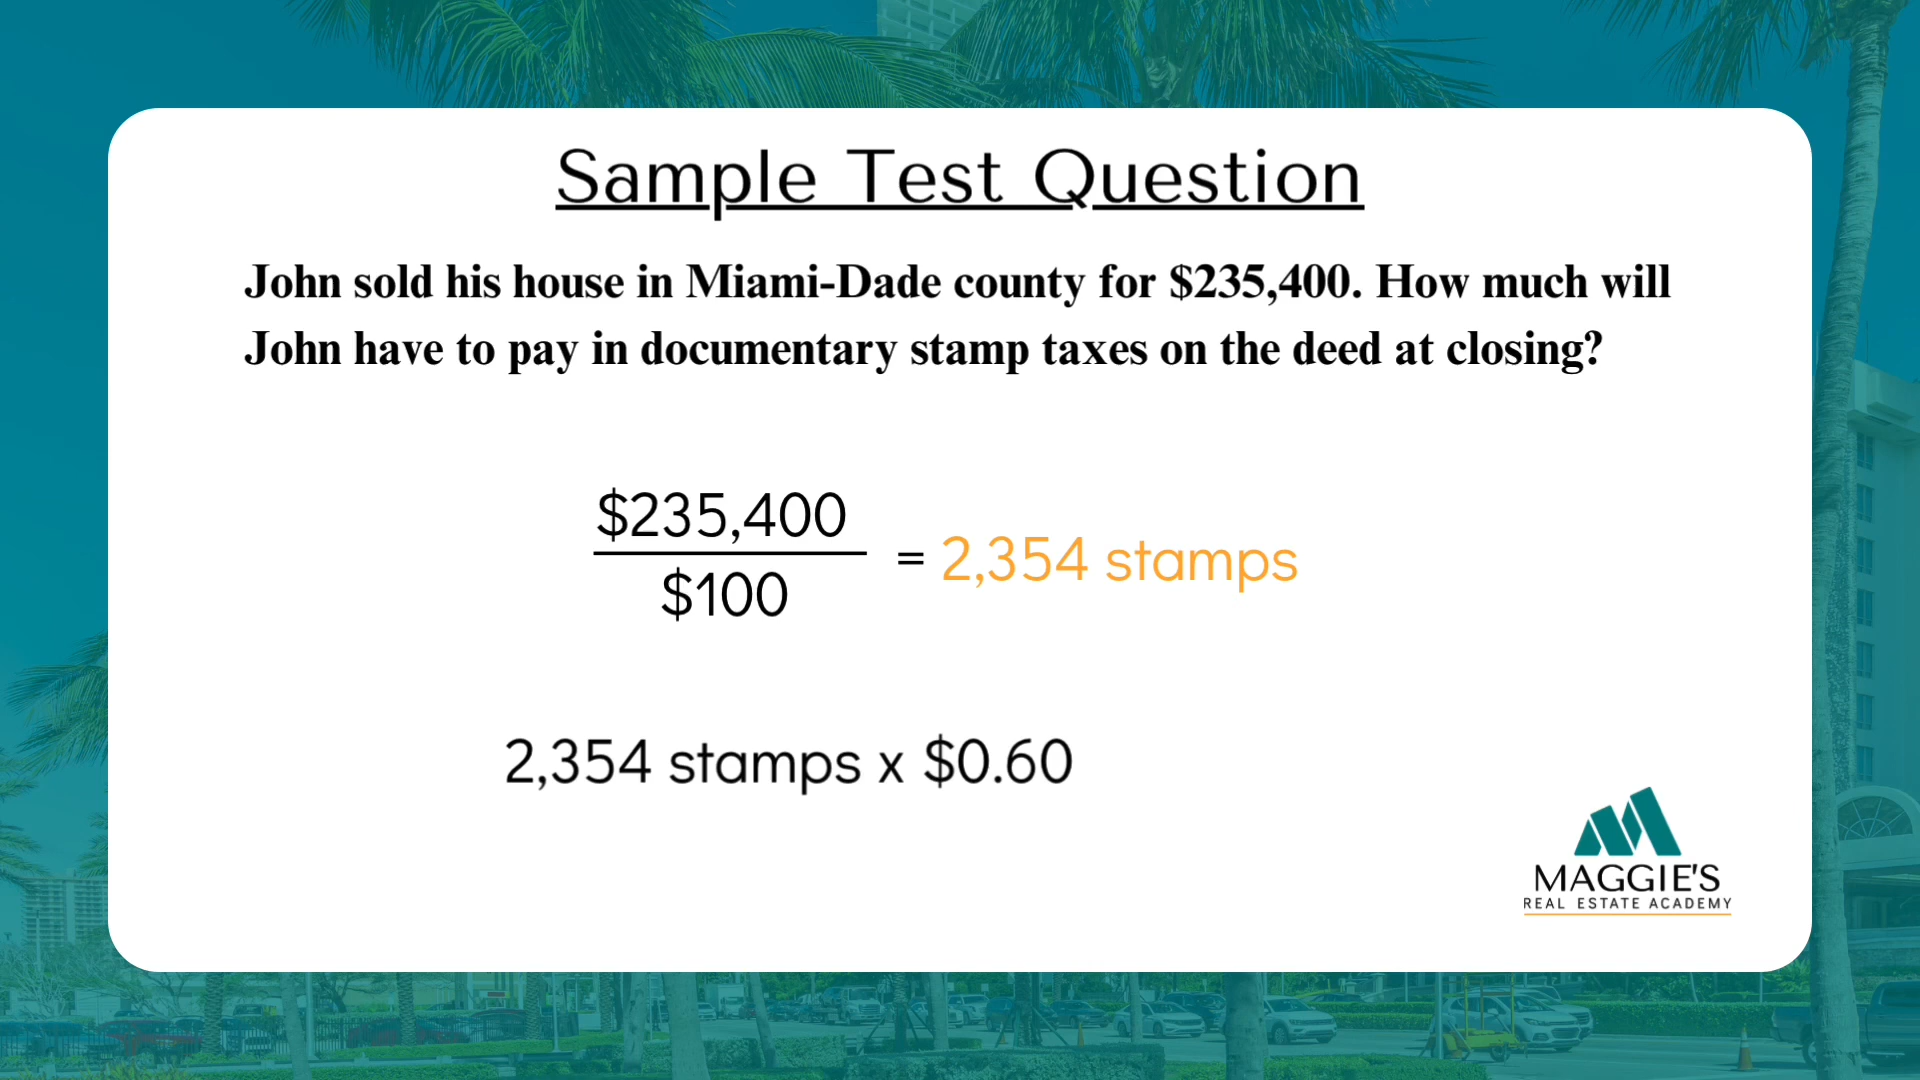 Sample Test Question
John sold his house in Miami-Dade county for $235,400. How much will
John have to pay in documentary stamp taxes on the deed at closing?
$235,400
$100
= 2,354 stamps
2,354 stamps x $0.60
MAGGIE'S
REAL ESTATE ACADEMY